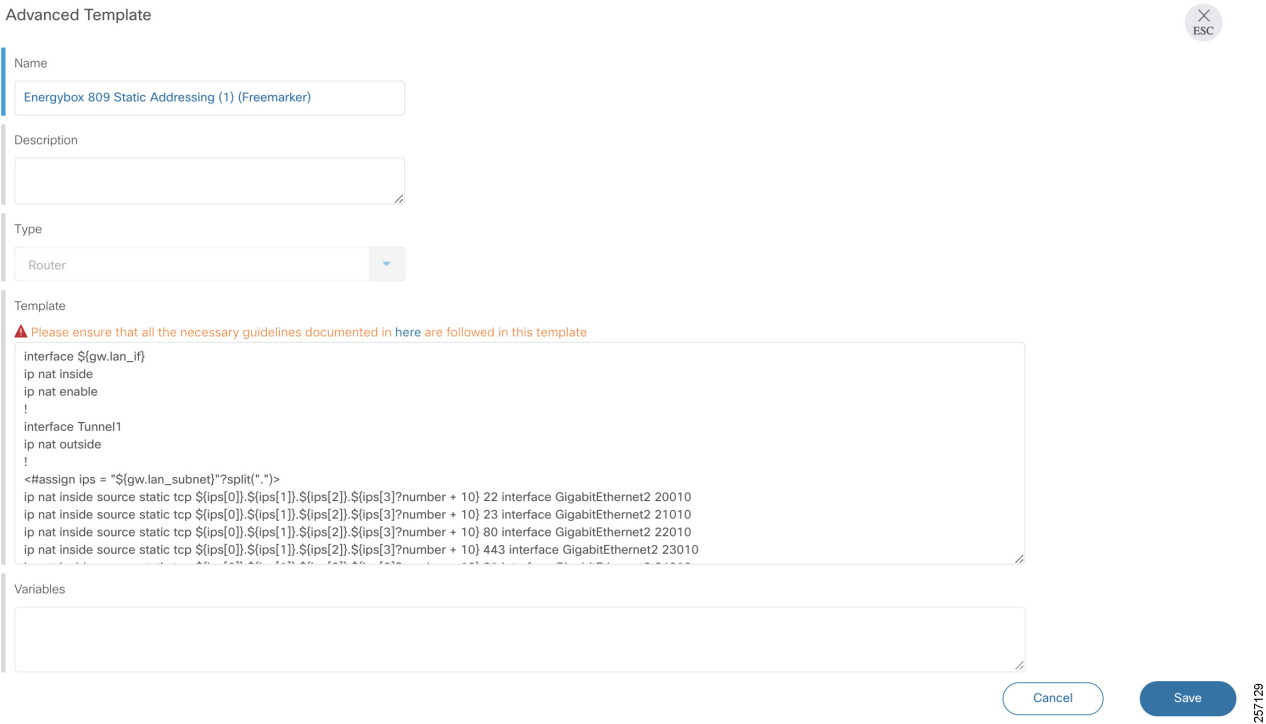 Advanced Template
ESC
Name
Energybox 809 Static Addressing (1) (Freemarker)
Description
Type
Router
Template
Please ensure that all the necessary guidelines documented in here are followed in this template
interface ${gw.lan_if}
ip nat inside
ip nat enable
!
interface Tunnel1
ip nat outside
!
<#assign ips = "${gw.lan_subnet}"?split(".")>
ip nat inside source static tcp ${ips[0]}.${ips[1]}.${ips[2]}.${ips[3]?number + 10} 22 interface GigabitEthernet2 20010
ip nat inside source static tcp ${ips[0]}.${ips[1]}.${ips[2]}.${ips[3]?number + 10} 23 interface GigabitEthernet2 21010
ip nat inside source static tcp ${ips[0]}.${ips[1]}.${ips[2]}.${ips[3]?number + 10} 80 interface GigabitEthernet2 22010
ip nat inside source static tcp ${ips[0]}.${ips[1]}.${ips[2]}.${ips[3]?number + 10} 443 interface GigabitEthernet2 23010
Variables
Cancel
Save
257129